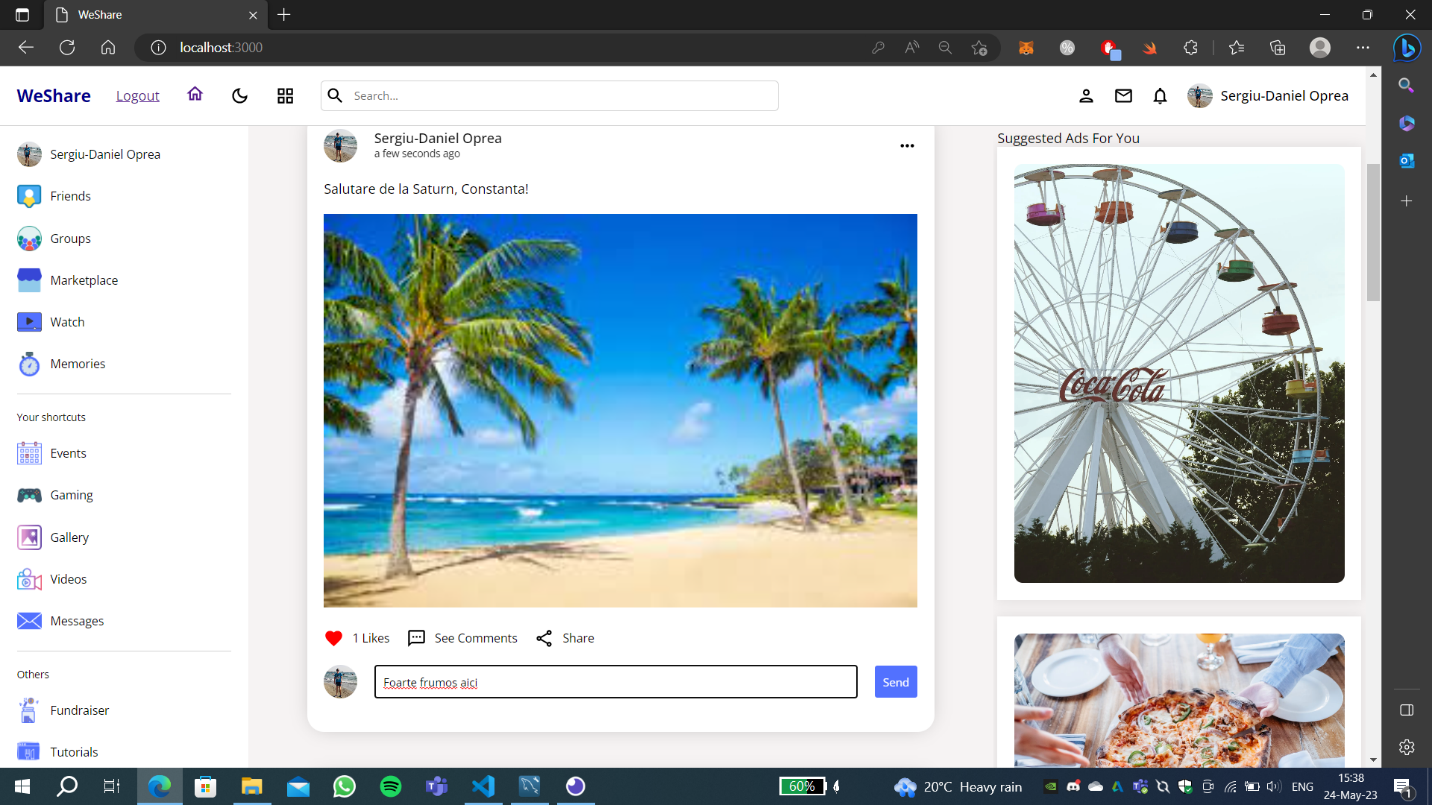 WeShare
localhost:3000
WeShare
Logout
Search...
Sergiu-Daniel Oprea
Sergiu-Daniel Oprea
Friends
Groups
Marketplace
Watch
Memories
Your shortcuts
Events
Gaming
Gallery
Videos
Messages
Others
Fundraiser
Tutorials
Sergiu-Daniel Oprea
a few seconds ago
Salutare de la Saturn, Constanta!
1 Likes
See Comments
Share
Foarte frumos aici
Send
Suggested Ads For You
Coca-Cola
60%
20°C Heavy rain
ENG
15:38
24-May-23
1